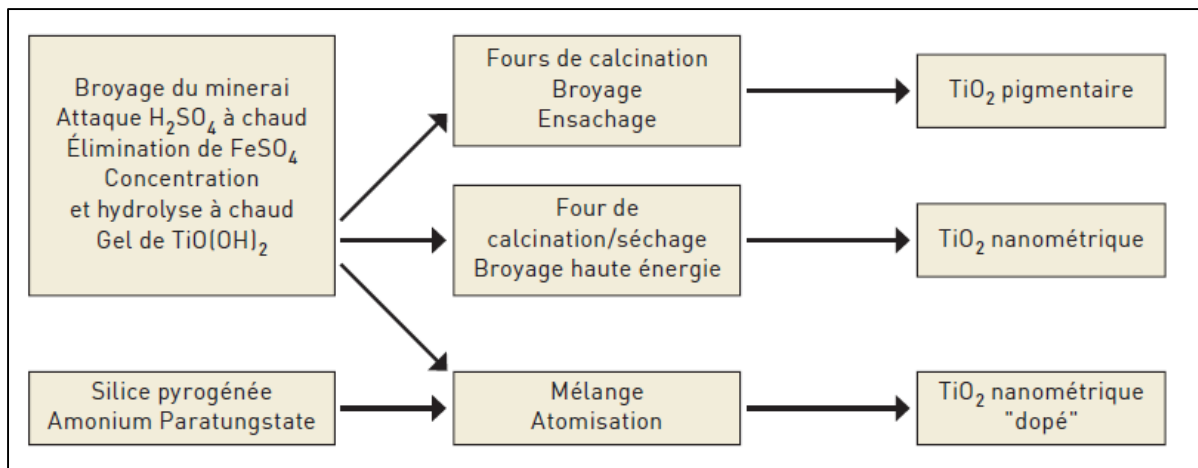 Broyage du minerai
Attaque H₂SO₄ à chaud
Élimination de FeSO₄
Concentration
et hydrolyse à chaud
Gel de TiO(OH)₂
Fours de calcination
Broyage
Ensachage
TiO₂ pigmentaire
Four de
calcination/séchage
Broyage haute énergie
TiO₂ nanométrique
Silice pyrogénée
Amonium Paratungstate
Mélange
Atomisation
TiO₂ nanométrique
"dopé"